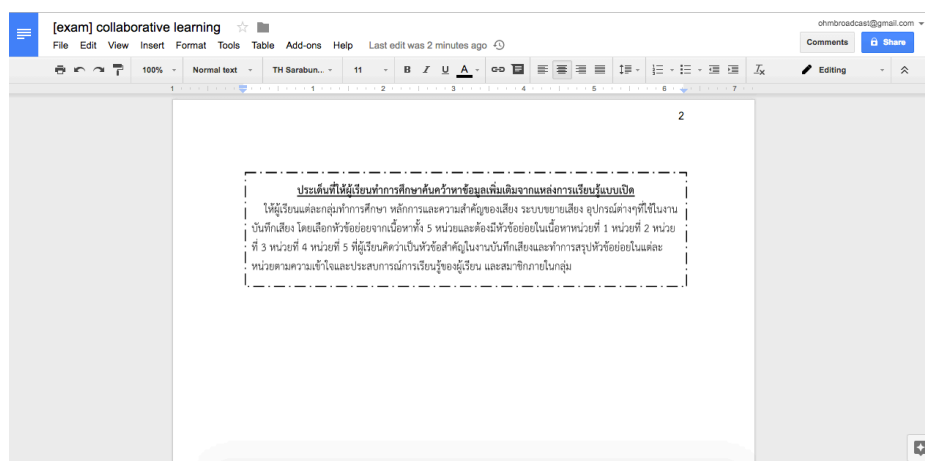 [exam] collaborative learning
ohmbroadcast@gmail.com
File Edit View Insert Format Tools Table Add-ons Help Last edit was 2 minutes ago
Comments Share
100% Normal text TH Sarabun... 11 B I U A Editing
1 1 2 3 4 5 6 7
2
ประเด็นที่ให้ผู้เรียนทำการศึกษาค้นคว้าหาข้อมูลเพิ่มเติมจากแหล่งการเรียนรู้แบบเปิด
ให้ผู้เรียนแต่ละกลุ่มทำการศึกษา หลักการและความสำคัญของเสียง ระบบขยายเสียง อุปกรณ์ต่างๆที่ใช้ในงาน
บันทึกเสียง โดยเลือกหัวข้อย่อยจากเนื้อหาทั้ง 5 หน่วยและต้องมีหัวข้อย่อยในเนื้อหาหน่วยที่ 1 หน่วยที่ 2 หน่วย
ที่ 3 หน่วยที่ 4 หน่วยที่ 5 ที่ผู้เรียนคิดว่าเป็นหัวข้อสำคัญในงานบันทึกเสียงและทำการสรุปหัวข้อย่อยในแต่ละ
หน่วยตามความเข้าใจและประสบการณ์การเรียนรู้ของผู้เรียน และสมาชิกภายในกลุ่ม